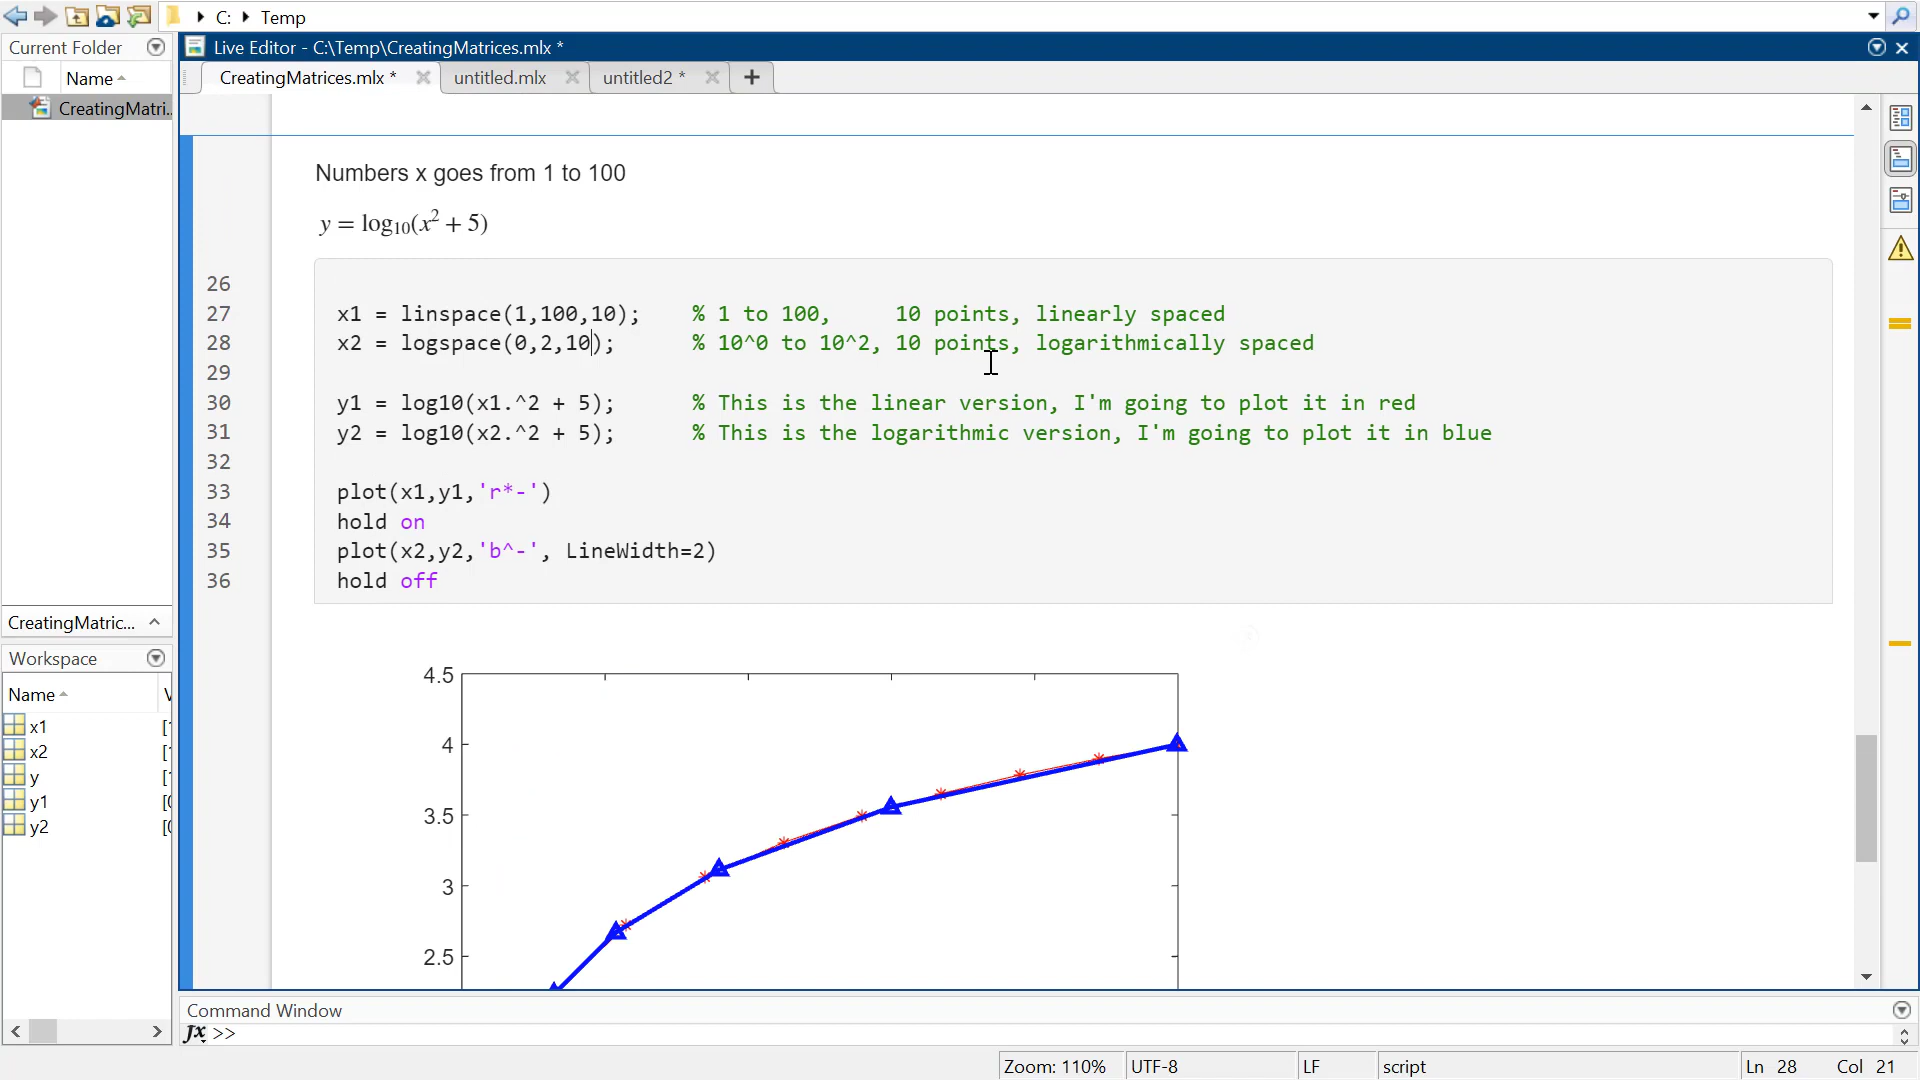 C: Temp
Current Folder
Live Editor - C:\Temp\CreatingMatrices.mlx *
Name
CreatingMatrices.mlx *
untitled.mlx
untitled2 *
CreatingMatri...
Numbers x goes from 1 to 100
y = log₁₀(x² + 5)
26
27 x1 = linspace(1,100,10); % 1 to 100, 10 points, linearly spaced
28 x2 = logspace(0,2,10); % 10^0 to 10^2, 10 points, logarithmically spaced
29
30 y1 = log10(x1.^2 + 5); % This is the linear version, I'm going to plot it in red
31 y2 = log10(x2.^2 + 5); % This is the logarithmic version, I'm going to plot it in blue
32
33 plot(x1,y1,'r*-')
34 hold on
35 plot(x2,y2,'b^-', LineWidth=2)
36 hold off
CreatingMatric...
Workspace
Name V
x1 [
x2 [
y [
y1 [
y2 [
4.5
4
3.5
3
2.5
Command Window
fx >>
Zoom: 110% UTF-8 LF script Ln 28 Col 21